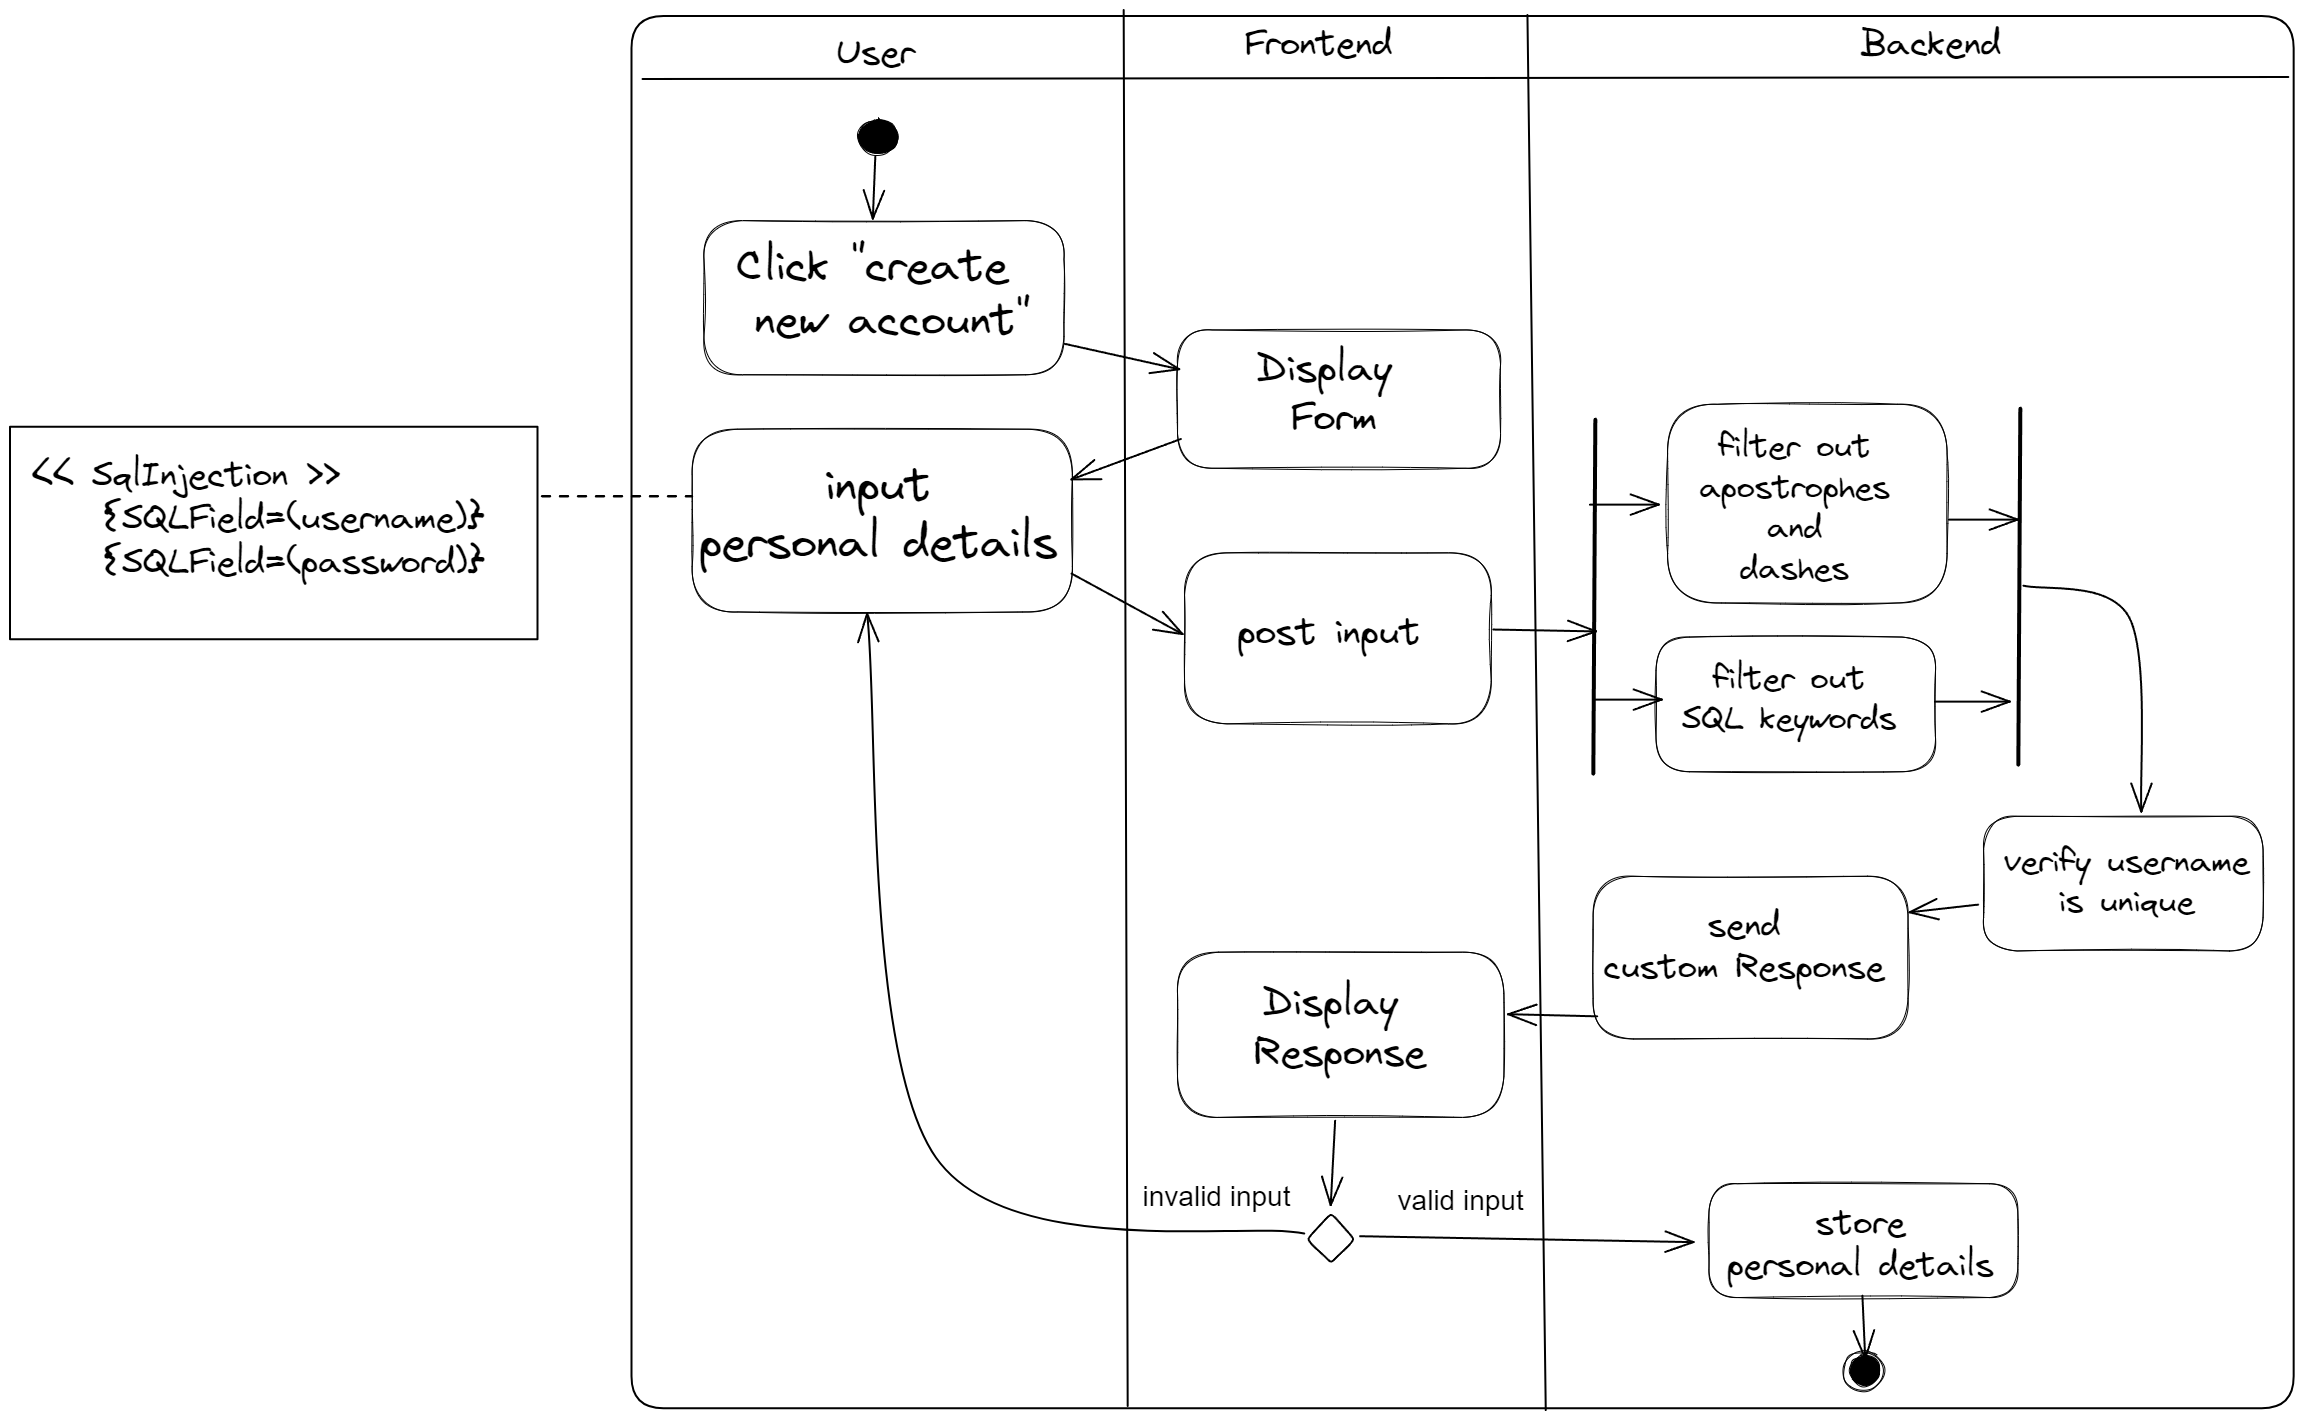 User
Frontend
Backend
Click "create
new account"
Display
Form
<< SqlInjection >>
{SQLField=(username)}
{SQLField=(password)}
input
personal details
post input
filter out
apostrophes
and
dashes
filter out
SQL keywords
verify username
is unique
send
custom Response
Display
Response
invalid input
valid input
store
personal details